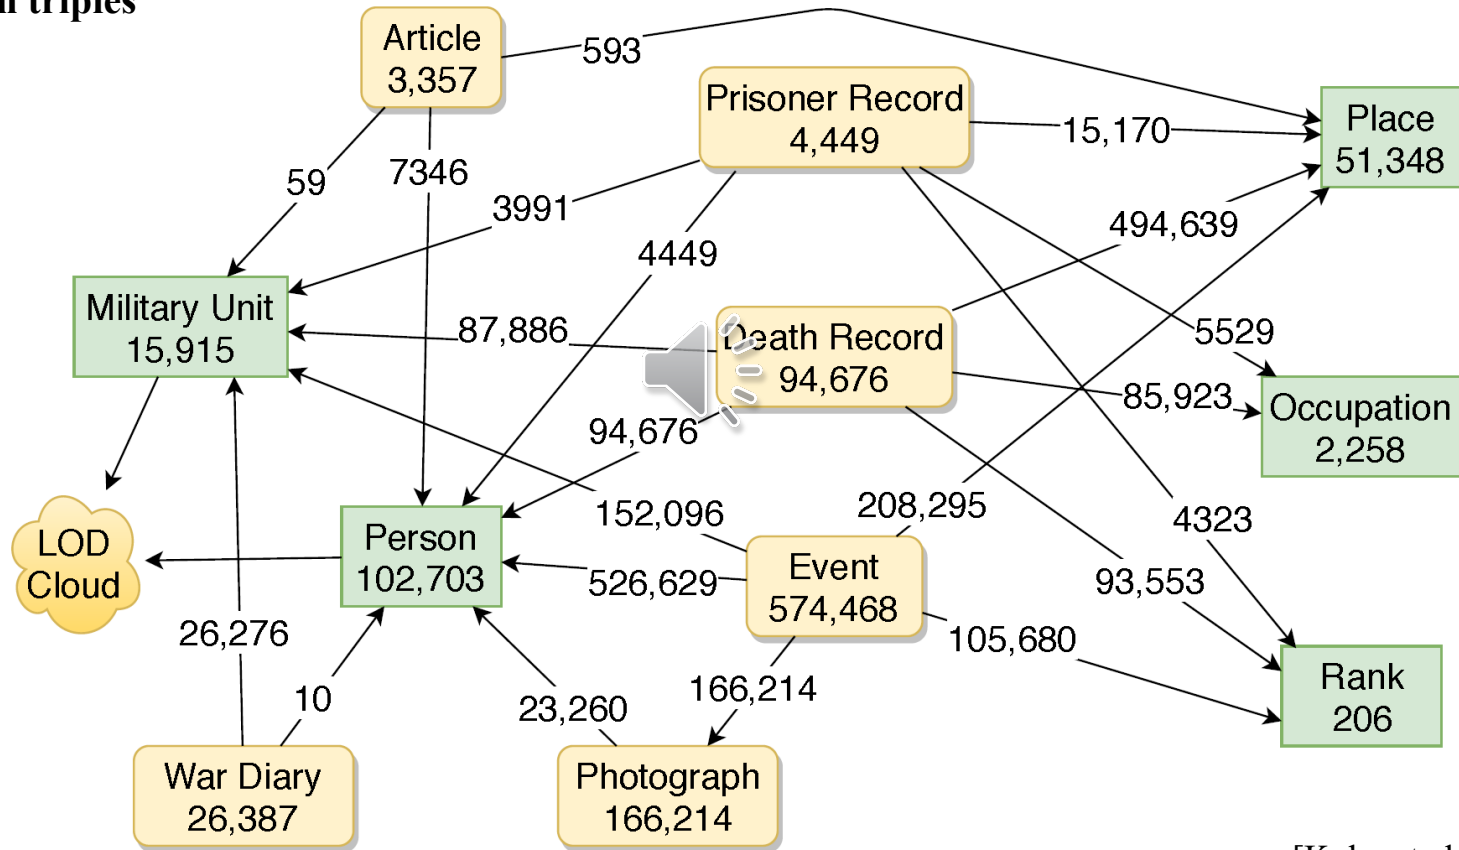 triples
Article
3,357
593
Prisoner Record
4,449
15,170
Place
51,348
59
7346
3991
4449
494,639
Military Unit
15,915
87,886
Death Record
94,676
5529
85,923
Occupation
2,258
94,676
152,096
208,295
4323
LOD
Cloud
Person
102,703
526,629
Event
574,468
93,553
26,276
105,680
10
23,260
166,214
Rank
206
War Diary
26,387
Photograph
166,214